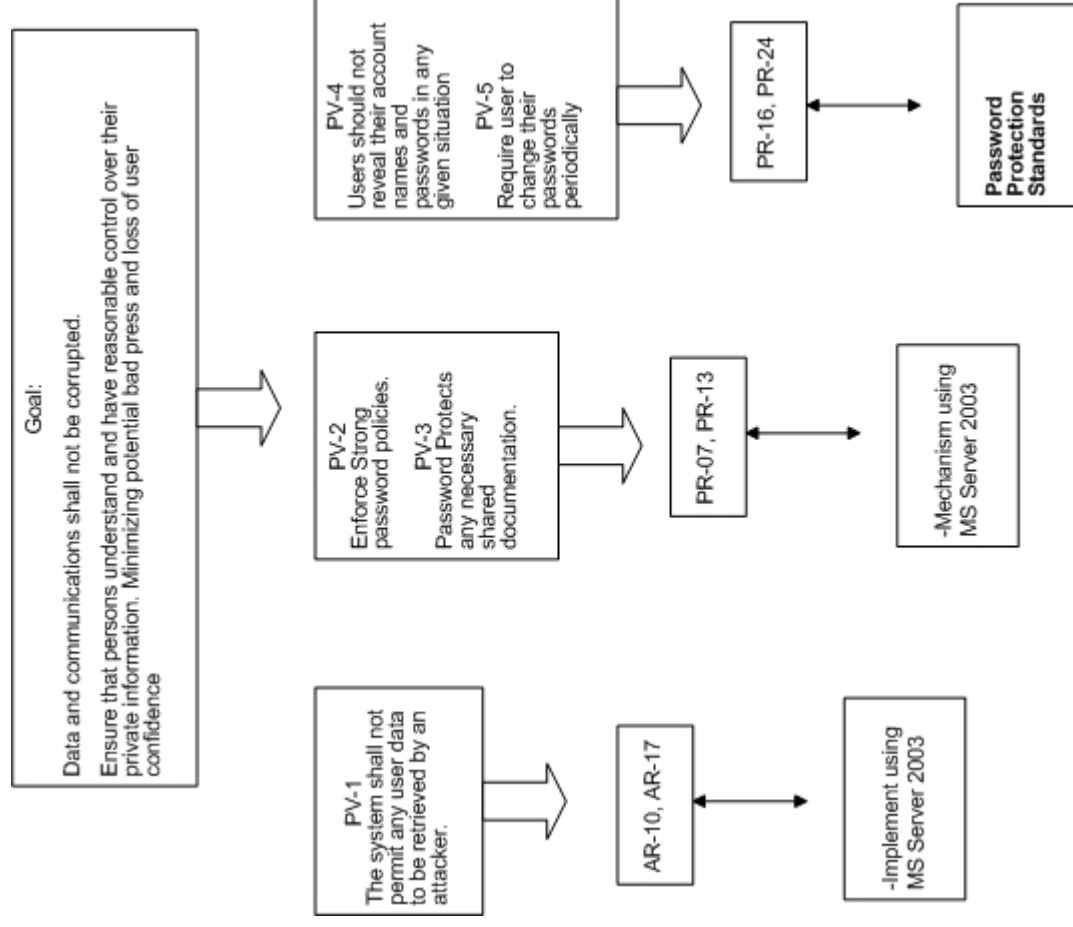 Goal:
Data and communications shall not be corrupted.
Ensure that persons understand and have reasonable control over their
private information. Minimizing potential bad press and loss of user
confidence
PV-1
The system shall not
permit any user data
to be retrieved by an
attacker.
AR-10, AR-17
-Implement using
MS Server 2003
PV-2
Enforce Strong
password policies.
PV-3
Password Protects
any necessary
shared
documentation.
PR-07, PR-13
-Mechanism using
MS Server 2003
PV-4
Users should not
reveal their account
names and
passwords in any
given situation
PV-5
Require user to
change their
passwords
periodically
PR-16, PR-24
Password
Protection
Standards